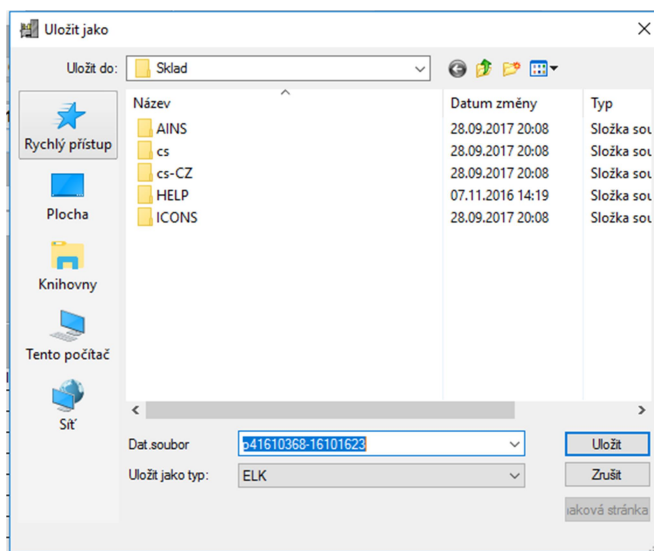 Uložit jako
Uložit do: Sklad
Název Datum změny Typ
AINS 28.09.2017 20:08 Složka sou
cs 28.09.2017 20:08 Složka sou
cs-CZ 28.09.2017 20:08 Složka sou
HELP 07.11.2016 14:19 Složka sou
ICONS 28.09.2017 20:08 Složka sou
Rychlý přístup
Plocha
Knihovny
Tento počítač
Síť
Dat.soubor p41610368-16101623 Uložit
Uložit jako typ: ELK Zrušit
aková stránka